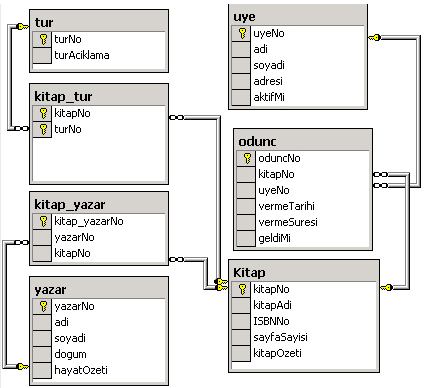 tur
turNo
turAciklama
kitap_tur
kitapNo
turNo
kitap_yazar
kitap_yazarNo
yazarNo
kitapNo
yazar
yazarNo
adi
soyadi
dogum
hayatOzeti
uye
uyeNo
adi
soyadi
adresi
aktifMi
odunc
oduncNo
kitapNo
uyeNo
vermeTarihi
vermeSuresi
geldiMi
Kitap
kitapNo
kitapAdi
ISBNNo
sayfaSayisi
kitapOzeti